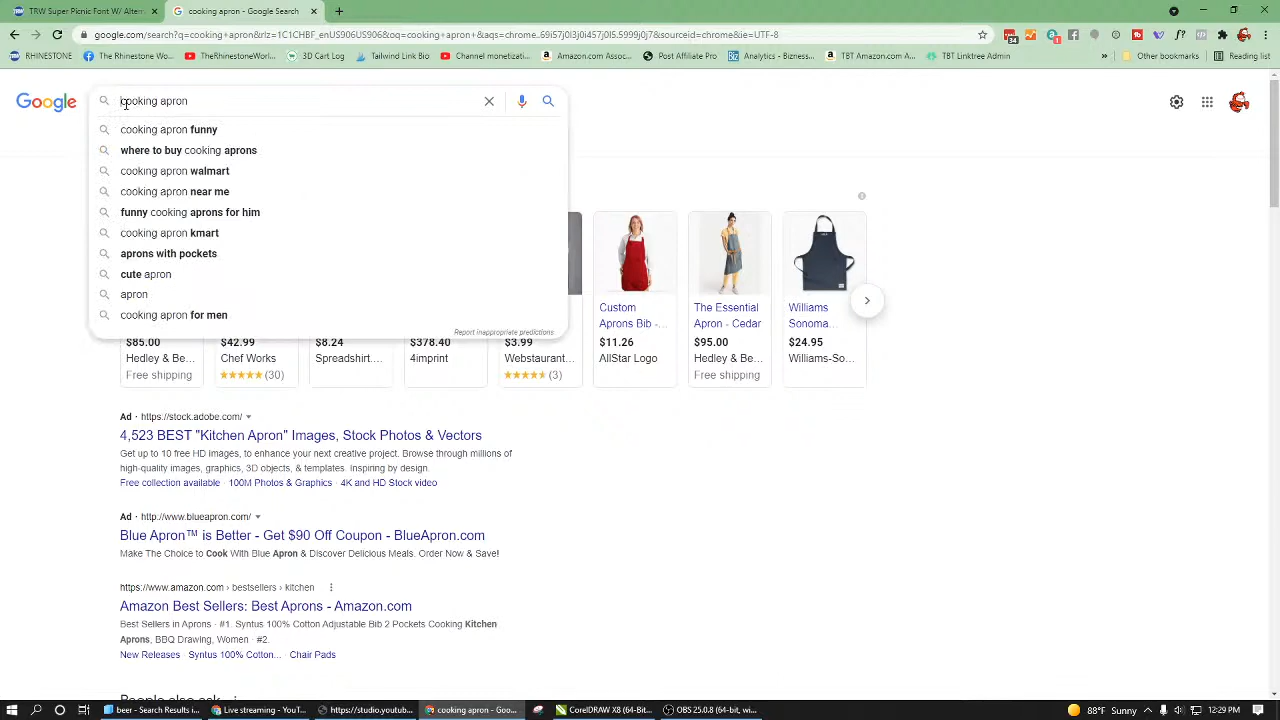 TRW Super Picnic Font W/ Altern
cooking apron - Google Search
google.com/search?q=cooking+apron+&rlz=1C1CHBF_enUS906US906&oq=cooking+apron+&aqs=chrome..69i57j0l3j0i457j0l5.5999j0j7&sourceid=chrome&ie=UTF-8
RHINESTONE
The Rhinestone Wo...
TheRhinestoneWorld...
3D Cart Log
Tailwind Link Log
Channel monetizati...
Amazon.com Assoc...
Post Affiliate Pro
Analytics - Bizness...
TBT Amazon.com A...
TBT Linktree Admin
Other bookmarks
Reading list
Google
cooking apron
cooking apron funny
where to buy cooking aprons
cooking apron walmart
cooking apron near me
funny cooking aprons for him
cooking apron kmart
aprons with pockets
cute apron
apron
cooking apron for men
Report inappropriate predictions
Custom Williams
Aprons Bib -...
The Essential
Apron - Cedar
Sonoma...
$85.00 $42.99 $8.24 $378.40 $3.99 $11.26 $95.00 $24.95
Hedley & Be... Chef Works Spreadshirt.... 4imprint Webstaurant... AllStar Logo Hedley & Be... Williams-So...
Free shipping (30) (3) Free shipping
Ad · https://stock.adobe.com/
4,523 BEST "Kitchen Apron" Images, Stock Photos & Vectors
Get up to 10 free HD images, to enhance your next creative project. Browse through millions of
high-quality images, graphics, 3D objects, & templates. Inspiring by design.
Free collection available · 100M Photos & Graphics · 4K and HD Stock video
Ad · http://www.blueapron.com/
Blue Apron™ is Better - Get $90 Off Coupon - BlueApron.com
Make The Choice to Cook With Blue Apron & Discover Delicious Meals. Order Now & Save!
https://www.amazon.com › bestsellers › kitchen
Amazon Best Sellers: Best Aprons - Amazon.com
Best Sellers in Aprons · #1. Syntus 100% Cotton Adjustable Bib 2 Pockets Cooking Kitchen
Aprons, BBQ Drawing, Women · #2.
New Releases · Syntus 100% Cotton... · Chair Pads
People also ask
beer - Search Results i...
Live streaming - YouT...
https://studio.youtub...
cooking apron - Goo...
CorelDRAW X8 (64-Bit...
OBS 25.0.8 (64-bit, wi...
88°F Sunny
12:29 PM